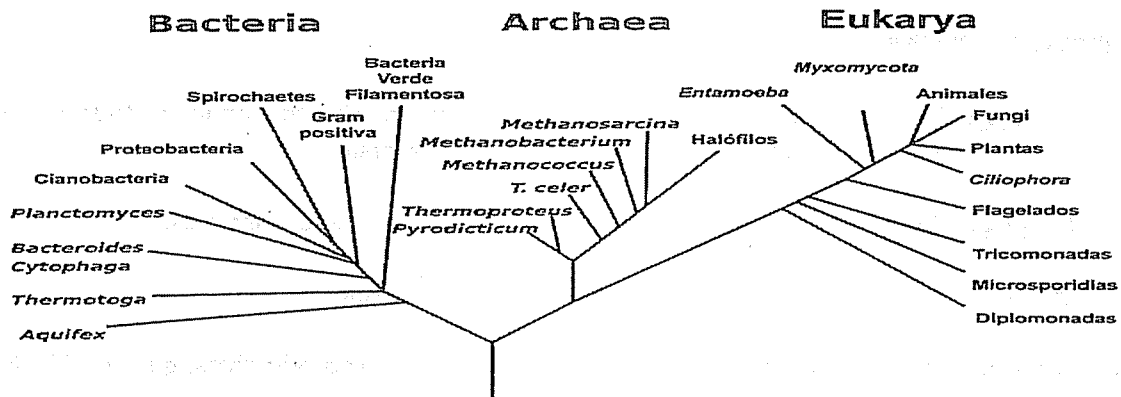 Bacteria
Archaea
Eukarya
Bacteria
Verde
Filamentosa
Spirochaetes
Gram
positiva
Proteobacteria
Cianobacteria
Planctomyces
Bacteroides
Cytophaga
Thermotoga
Aquifex
Methanosarcina
Methanobacterium
Halófilos
Methanococcus
T. celer
Thermoproteus
Pyrodicticum
Myxomycota
Entamoeba
Animales
Fungi
Plantas
Ciliophora
Flagelados
Tricomonadas
Microsporidias
Diplomonadas